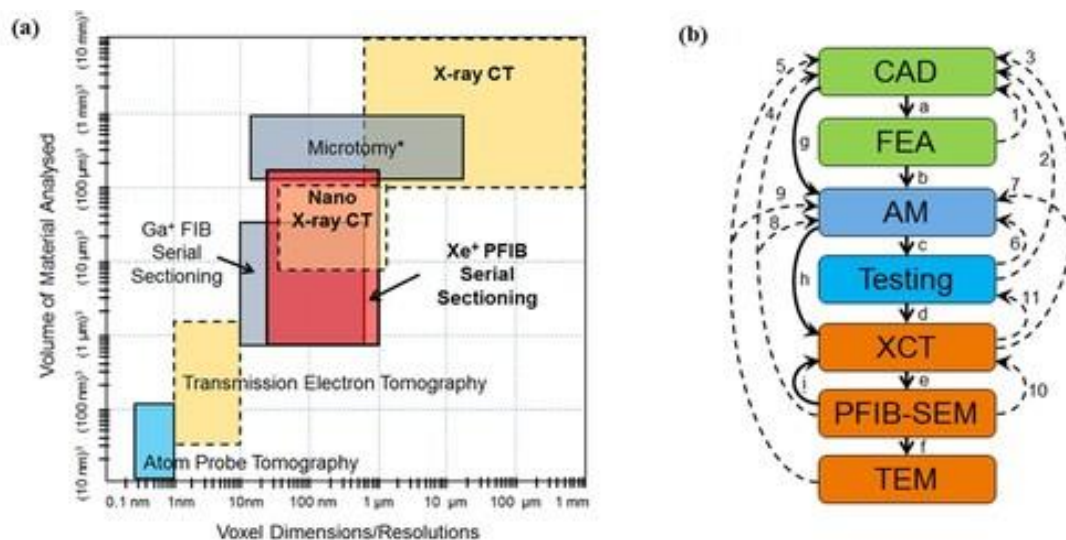 (a)
Volume of Material Analysed
(10 mm)³
(1 mm)³
(100 µm)³
(10 µm)³
(1 µm)³
(100 nm)³
(10 nm)³
X-ray CT
Microtomy*
Nano
X-ray CT
Ga⁺ FIB
Serial
Sectioning
Xe⁺ PFIB
Serial
Sectioning
Transmission Electron Tomography
Atom Probe Tomography
0.1 nm 1nm 10nm 100 nm 1 µm 10 µm 100 µm 1 mm
Voxel Dimensions/Resolutions
(b)
5 3
CAD
4 a 1
g FEA 2
b
9 7
AM
8 c 6
h Testing
d 11
XCT
i e
10
PFIB-SEM
f
TEM